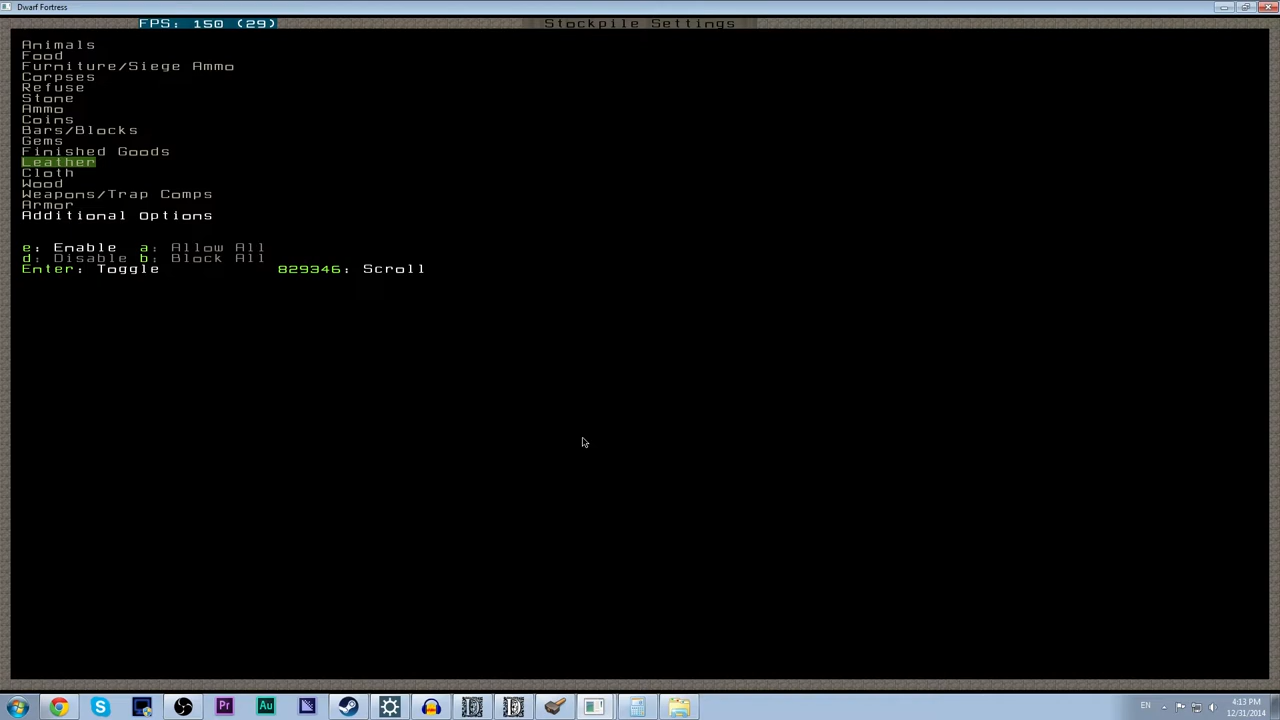 Dwarf Fortress
FPS: 150 (29)
Stockpile Settings
Animals
Food
Furniture/Siege Ammo
Corpses
Refuse
Stone
Ammo
Coins
Bars/Blocks
Gems
Finished Goods
Leather
Cloth
Wood
Weapons/Trap Comps
Armor
Additional Options
e: Enable a: Allow All
d: Disable b: Block All
Enter: Toggle 829346: Scroll
Pr
Au
EN
4:13 PM
12/31/2014